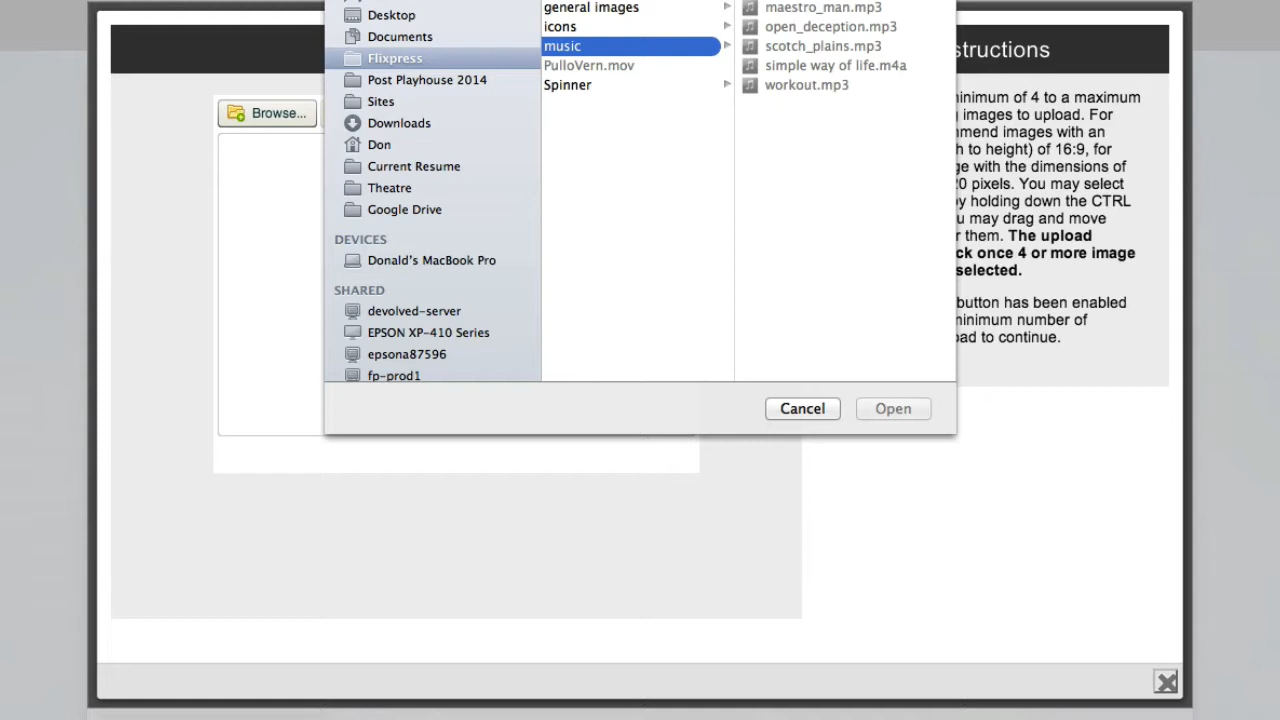 Desktop
Documents
Flixpress
Post Playhouse 2014
Sites
Downloads
Don
Current Resume
Theatre
Google Drive
DEVICES
Donald's MacBook Pro
SHARED
devolved-server
EPSON XP-410 Series
epsona87596
fp-prod1
general images
icons
music
PulloVern.mov
Spinner
maestro_man.mp3
open_deception.mp3
scotch_plains.mp3
simple way of life.m4a
workout.mp3
Cancel
Open
Browse...
structions
inimum of 4 to a maximum
images to upload. For
mmend images with an
h to height) of 16:9, for
ge with the dimensions of
20 pixels. You may select
by holding down the CTRL
u may drag and move
r them. The upload
ck once 4 or more image
selected.
button has been enabled
minimum number of
oad to continue.